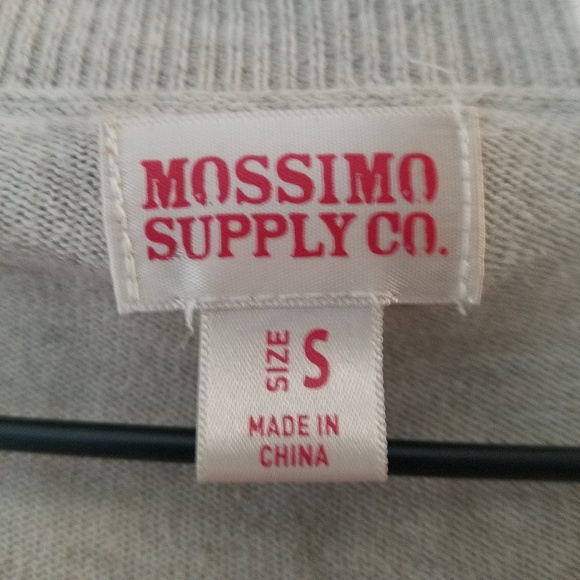 MOSSIMO
SUPPLY CO.
SIZE S
MADE IN
CHINA